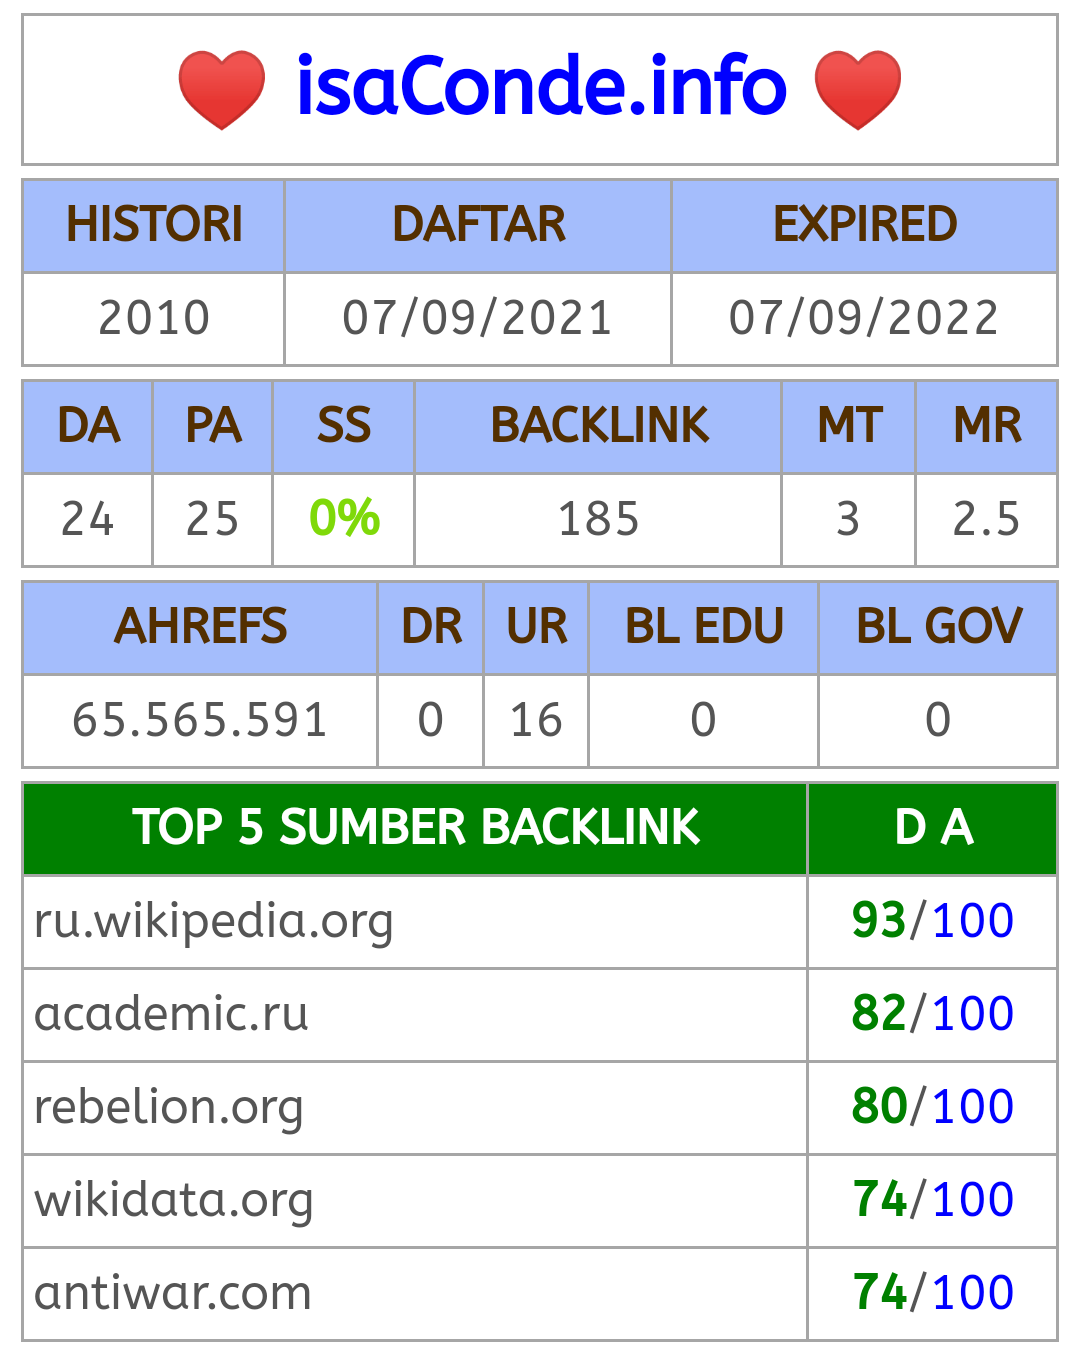 isaConde.info
HISTORI DAFTAR EXPIRED
2010 07/09/2021 07/09/2022
DA PA SS BACKLINK MT MR
24 25 0% 185 3 2.5
AHREFS DR UR BL EDU BL GOV
65.565.591 0 16 0 0
TOP 5 SUMBER BACKLINK D A
ru.wikipedia.org 93/100
academic.ru 82/100
rebelion.org 80/100
wikidata.org 74/100
antiwar.com 74/100